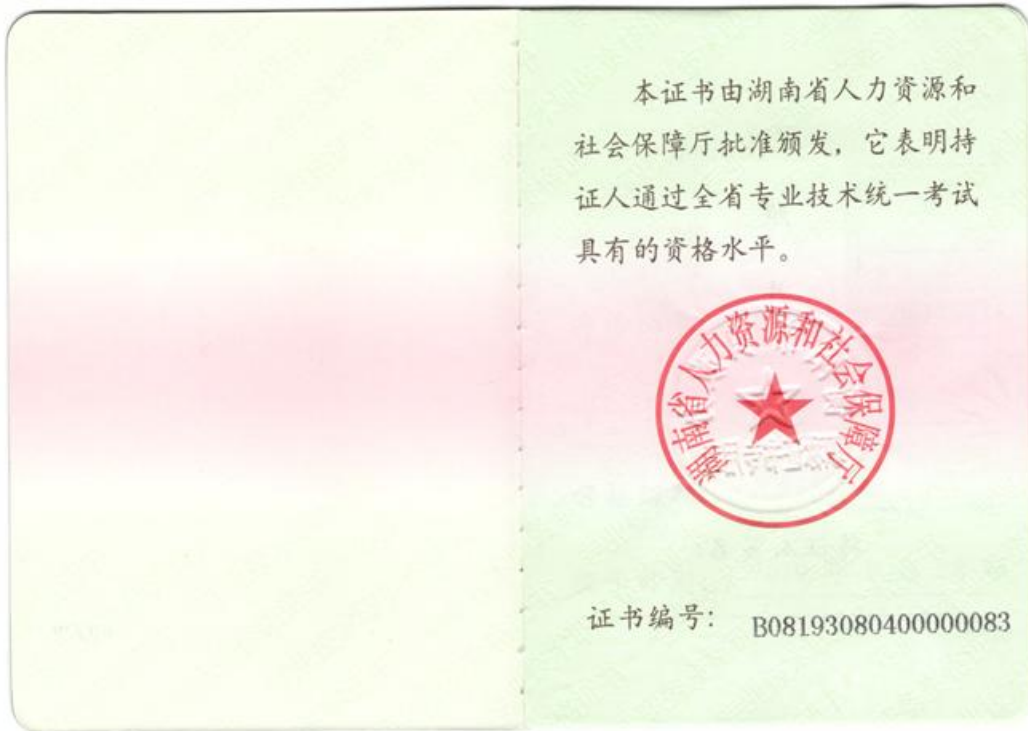 本证书由湖南省人力资源和
社会保障厅批准颁发，它表明持
证人通过全省专业技术统一考试
具有的资格水平。
湖南省人力资源和社会保障厅
证书编号： B08193080400000083